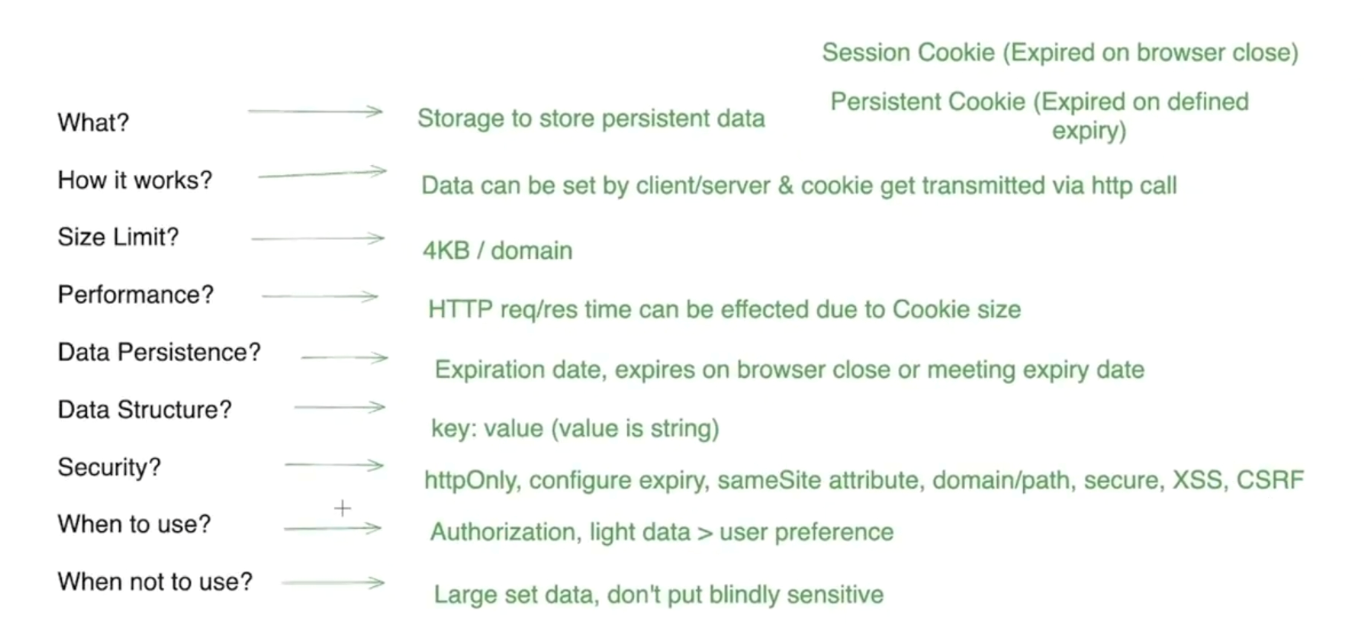 Session Cookie (Expired on browser close)
Persistent Cookie (Expired on defined
expiry)
What?
Storage to store persistent data
How it works?
Data can be set by client/server & cookie get transmitted via http call
Size Limit?
4KB / domain
Performance?
HTTP req/res time can be effected due to Cookie size
Data Persistence?
Expiration date, expires on browser close or meeting expiry date
Data Structure?
key: value (value is string)
Security?
httpOnly, configure expiry, sameSite attribute, domain/path, secure, XSS, CSRF
When to use?
Authorization, light data > user preference
When not to use?
Large set data, don't put blindly sensitive